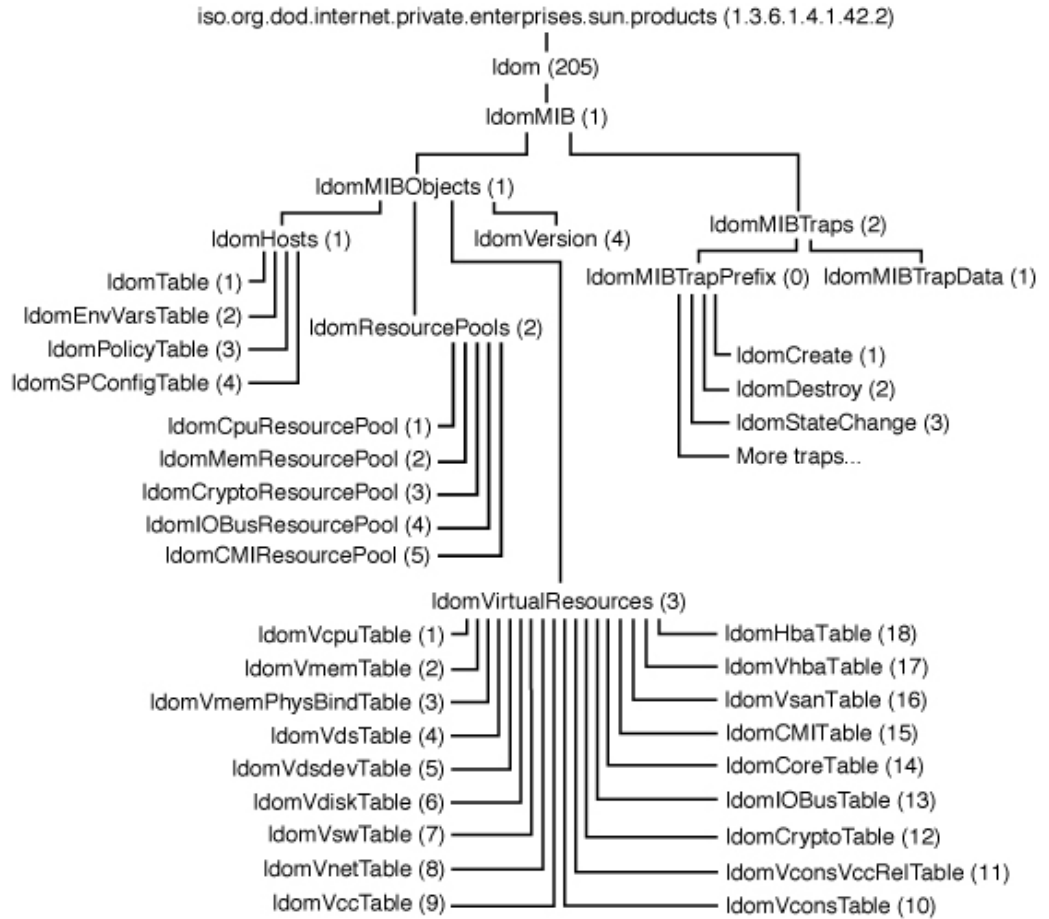 iso.org.dod.internet.private.enterprises.sun.products (1.3.6.1.4.1.42.2)
ldom (205)
ldomMIB (1)
ldomMIBObjects (1)
ldomMIBTraps (2)
ldomHosts (1)
ldomVersion (4)
ldomMIBTrapPrefix (0)
ldomMIBTrapData (1)
ldomTable (1)
ldomEnvVarsTable (2)
ldomPolicyTable (3)
ldomSPConfigTable (4)
ldomResourcePools (2)
ldomCreate (1)
ldomDestroy (2)
ldomStateChange (3)
More traps...
ldomCpuResourcePool (1)
ldomMemResourcePool (2)
ldomCryptoResourcePool (3)
ldomIOBusResourcePool (4)
ldomCMIResourcePool (5)
ldomVirtualResources (3)
ldomVcpuTable (1)
ldomVmemTable (2)
ldomVmemPhysBindTable (3)
ldomVdsTable (4)
ldomVdsdevTable (5)
ldomVdiskTable (6)
ldomVswTable (7)
ldomVnetTable (8)
ldomVccTable (9)
ldomHbaTable (18)
ldomVhbaTable (17)
ldomVsanTable (16)
ldomCMITable (15)
ldomCoreTable (14)
ldomIOBusTable (13)
ldomCryptoTable (12)
ldomVconsVccRelTable (11)
ldomVconsTable (10)